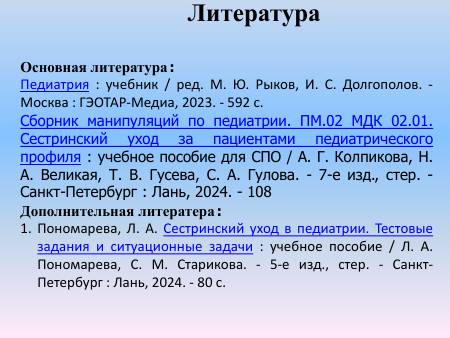 Литература
Основная литература:
Педиатрия : учебник / ред. М. Ю. Рыков, И. С. Долгополов. -
Москва : ГЭОТАР-Медиа, 2023. - 592 с.
Сборник манипуляций по педиатрии. ПМ.02 МДК 02.01.
Сестринский уход за пациентами педиатрического
профиля : учебное пособие для СПО / А. Г. Колпикова, Н.
А. Великая, Т. В. Гусева, С. А. Гулова. - 7-е изд., стер. -
Санкт-Петербург : Лань, 2024. - 108
Дополнительная литератера:
1. Пономарева, Л. А. Сестринский уход в педиатрии. Тестовые
задания и ситуационные задачи : учебное пособие / Л. А.
Пономарева, С. М. Старикова. - 5-е изд., стер. - Санкт-
Петербург : Лань, 2024. - 80 с.